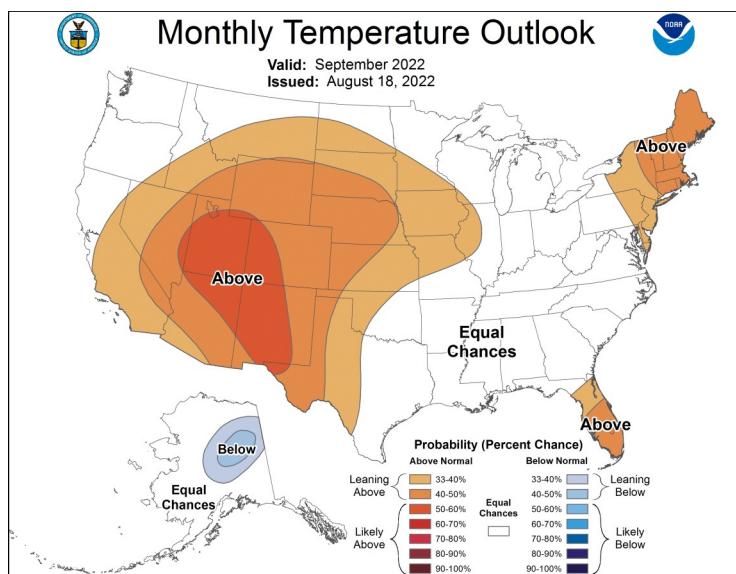 Monthly Temperature Outlook
NOAA
Valid: September 2022
Issued: August 18, 2022
Above
Above
Equal
Chances
Above
Below
Equal
Chances
Probability (Percent Chance)
Above Normal
Below Normal
Leaning
Above
33-40%
40-50%
Likely
Above
50-60%
60-70%
70-80%
80-90%
90-100%
Equal
Chances
33-40%
40-50%
Leaning
Below
50-60%
60-70%
70-80%
80-90%
90-100%
Likely
Below